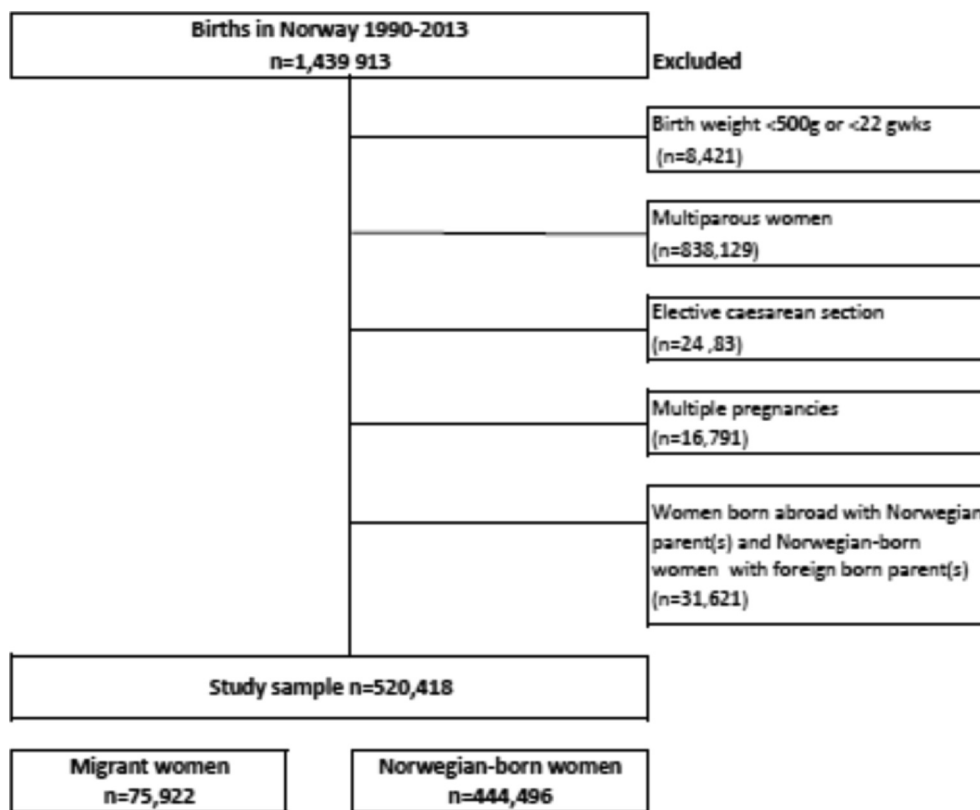 Births in Norway 1990-2013
n=1,439 913
Excluded
Birth weight <500g or <22 gwks
(n=8,421)
Multiparous women
(n=838,129)
Elective caesarean section
(n=24 ,83)
Multiple pregnancies
(n=16,791)
Women born abroad with Norwegian
parent(s) and Norwegian-born
women with foreign born parent(s)
(n=31,621)
Study sample n=520,418
Migrant women
n=75,922
Norwegian-born women
n=444,496